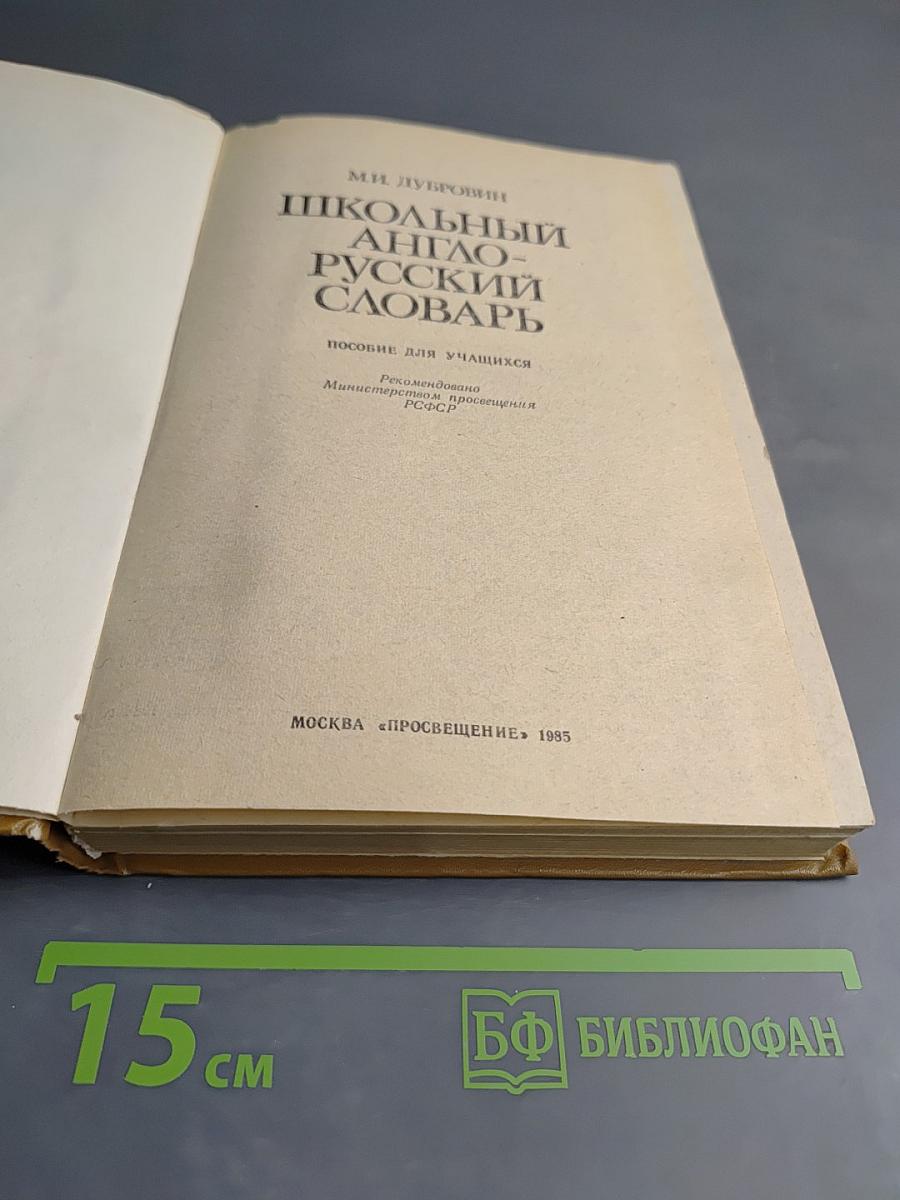 М.И. ДУБРОВИН
ШКОЛЬНЫЙ
АНГЛО-
РУССКИЙ
СЛОВАРЬ
ПОСОБИЕ ДЛЯ УЧАЩИХСЯ
Рекомендовано
Министерством просвещения
РСФСР
МОСКВА «ПРОСВЕЩЕНИЕ» 1985
15 см
БФ БИБЛИОФАН